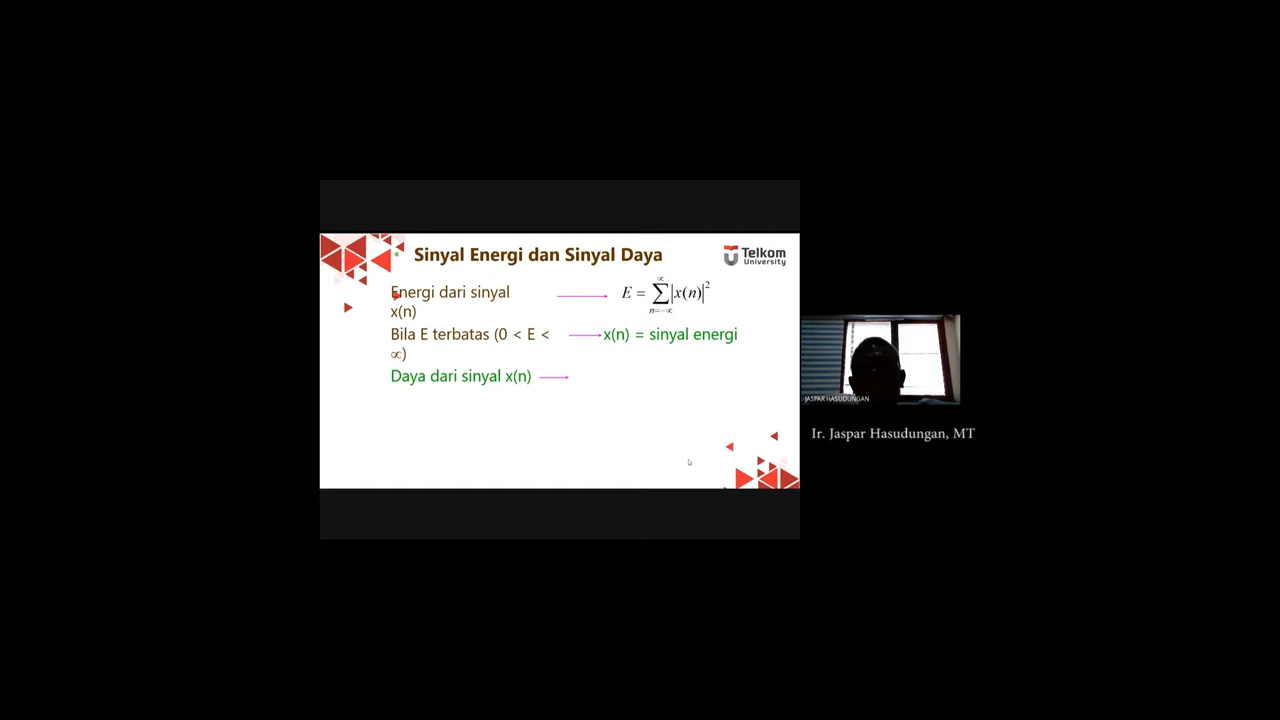 Sinyal Energi dan Sinyal Daya
Telkom
University
Energi dari sinyal
x(n)
E = ∑|x(n)|²
∞
n=-∞
Bila E terbatas (0 < E <
∞)
x(n) = sinyal energi
Daya dari sinyal x(n)
JASPAR HASUDUNGAN
Ir. Jaspar Hasudungan, MT